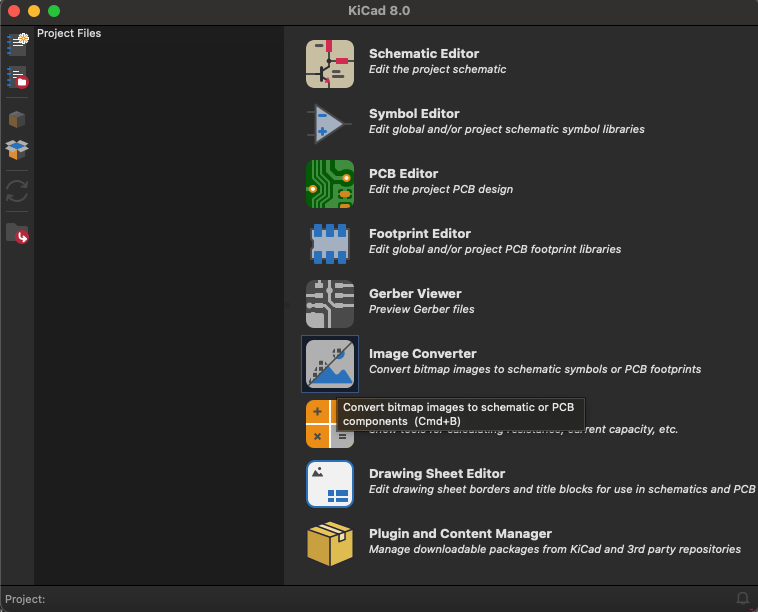 KiCad 8.0
Project Files
Schematic Editor
Edit the project schematic
Symbol Editor
Edit global and/or project schematic symbol libraries
PCB Editor
Edit the project PCB design
Footprint Editor
Edit global and/or project PCB footprint libraries
Gerber Viewer
Preview Gerber files
Image Converter
Convert bitmap images to schematic symbols or PCB footprints
Convert bitmap images to schematic or PCB
components (Cmd+B)
Show tools for calculating resistance, current capacity, etc.
Drawing Sheet Editor
Edit drawing sheet borders and title blocks for use in schematics and PCB
Plugin and Content Manager
Manage downloadable packages from KiCad and 3rd party repositories
Project: